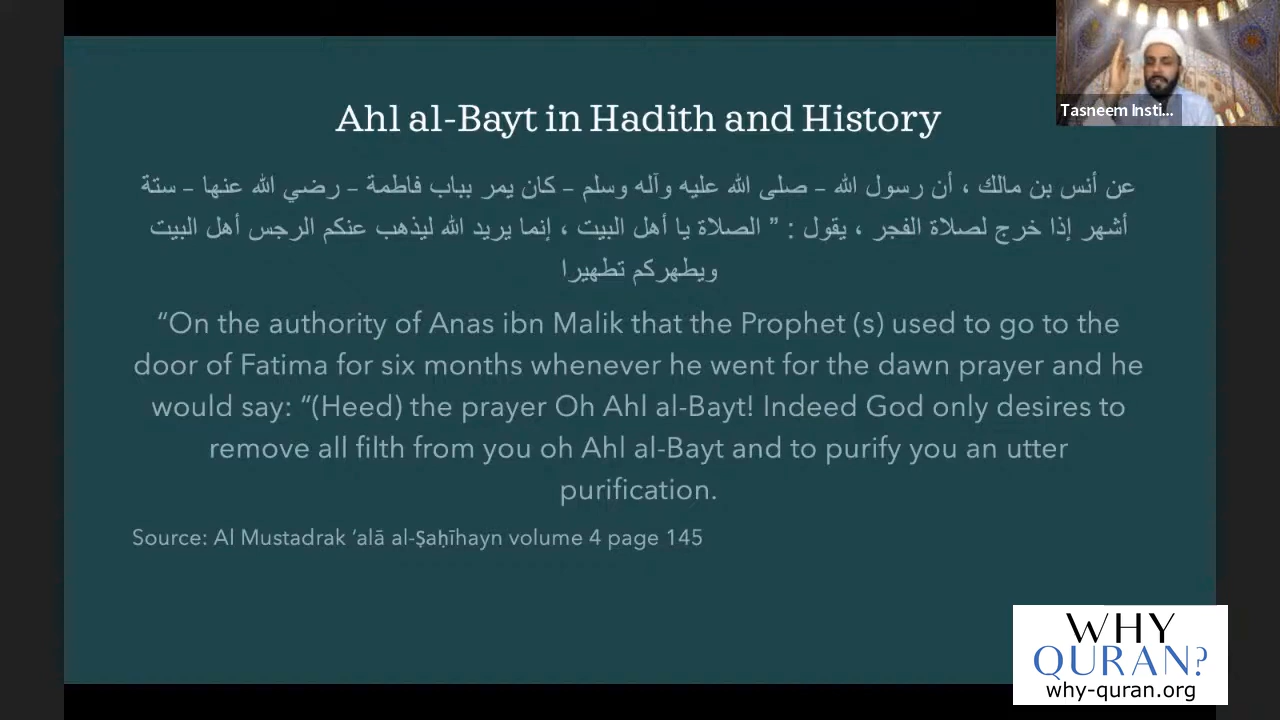 Tasneem Insti...
Ahl al-Bayt in Hadith and History
عن أنس بن مالك ، أن رسول الله – صلى الله عليه وآله وسلم – كان يمر بباب فاطمة – رضي الله عنها – ستة
أشهر إذا خرج لصلاة الفجر ، يقول : " الصلاة يا أهل البيت ، إنما يريد الله ليذهب عنكم الرجس أهل البيت
ويطهركم تطهيرا
“On the authority of Anas ibn Malik that the Prophet (s) used to go to the
door of Fatima for six months whenever he went for the dawn prayer and he
would say: “(Heed) the prayer Oh Ahl al-Bayt! Indeed God only desires to
remove all filth from you oh Ahl al-Bayt and to purify you an utter
purification.
Source: Al Mustadrak ‘alā al-Ṣaḥīhayn volume 4 page 145
WHY
QURAN?
why-quran.org